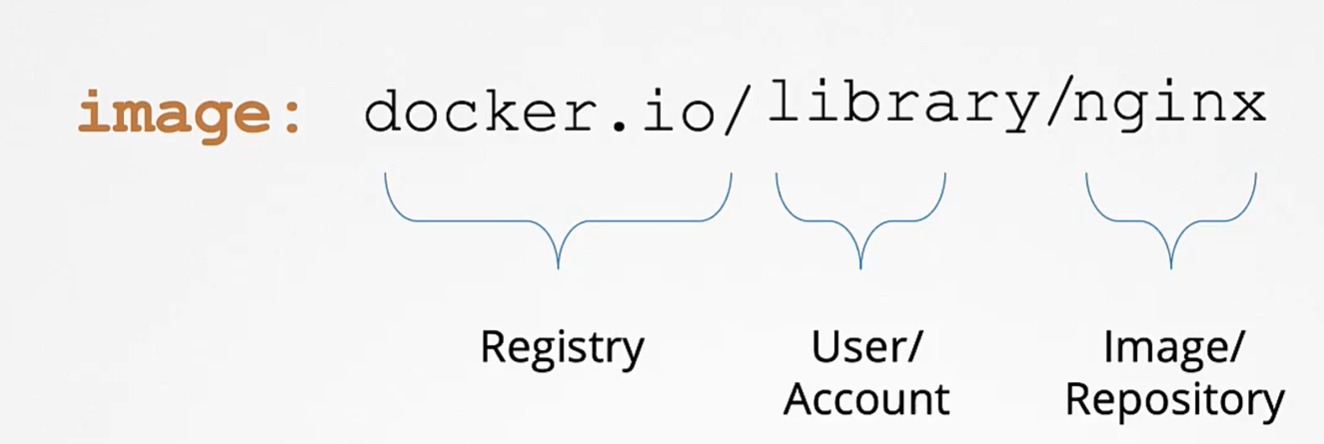 image: docker.io/library/nginx
Registry
User/
Account
Image/
Repository